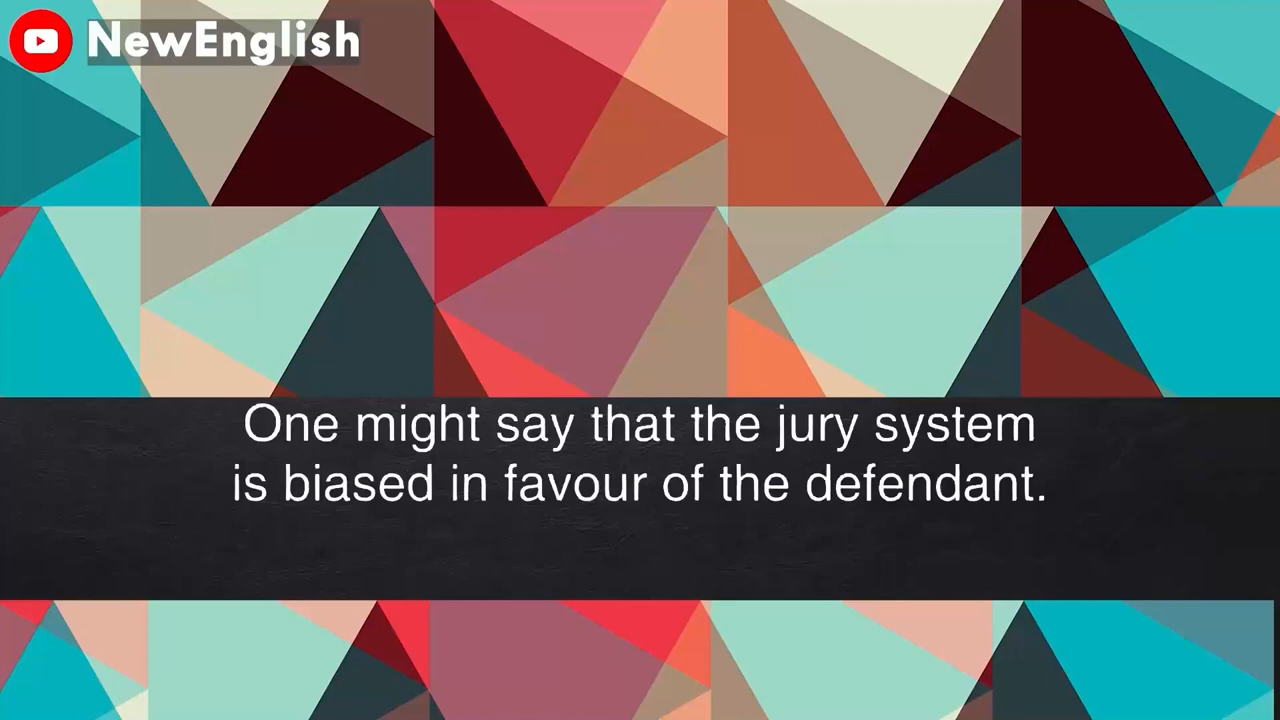 NewEnglish
One might say that the jury system
is biased in favour of the defendant.